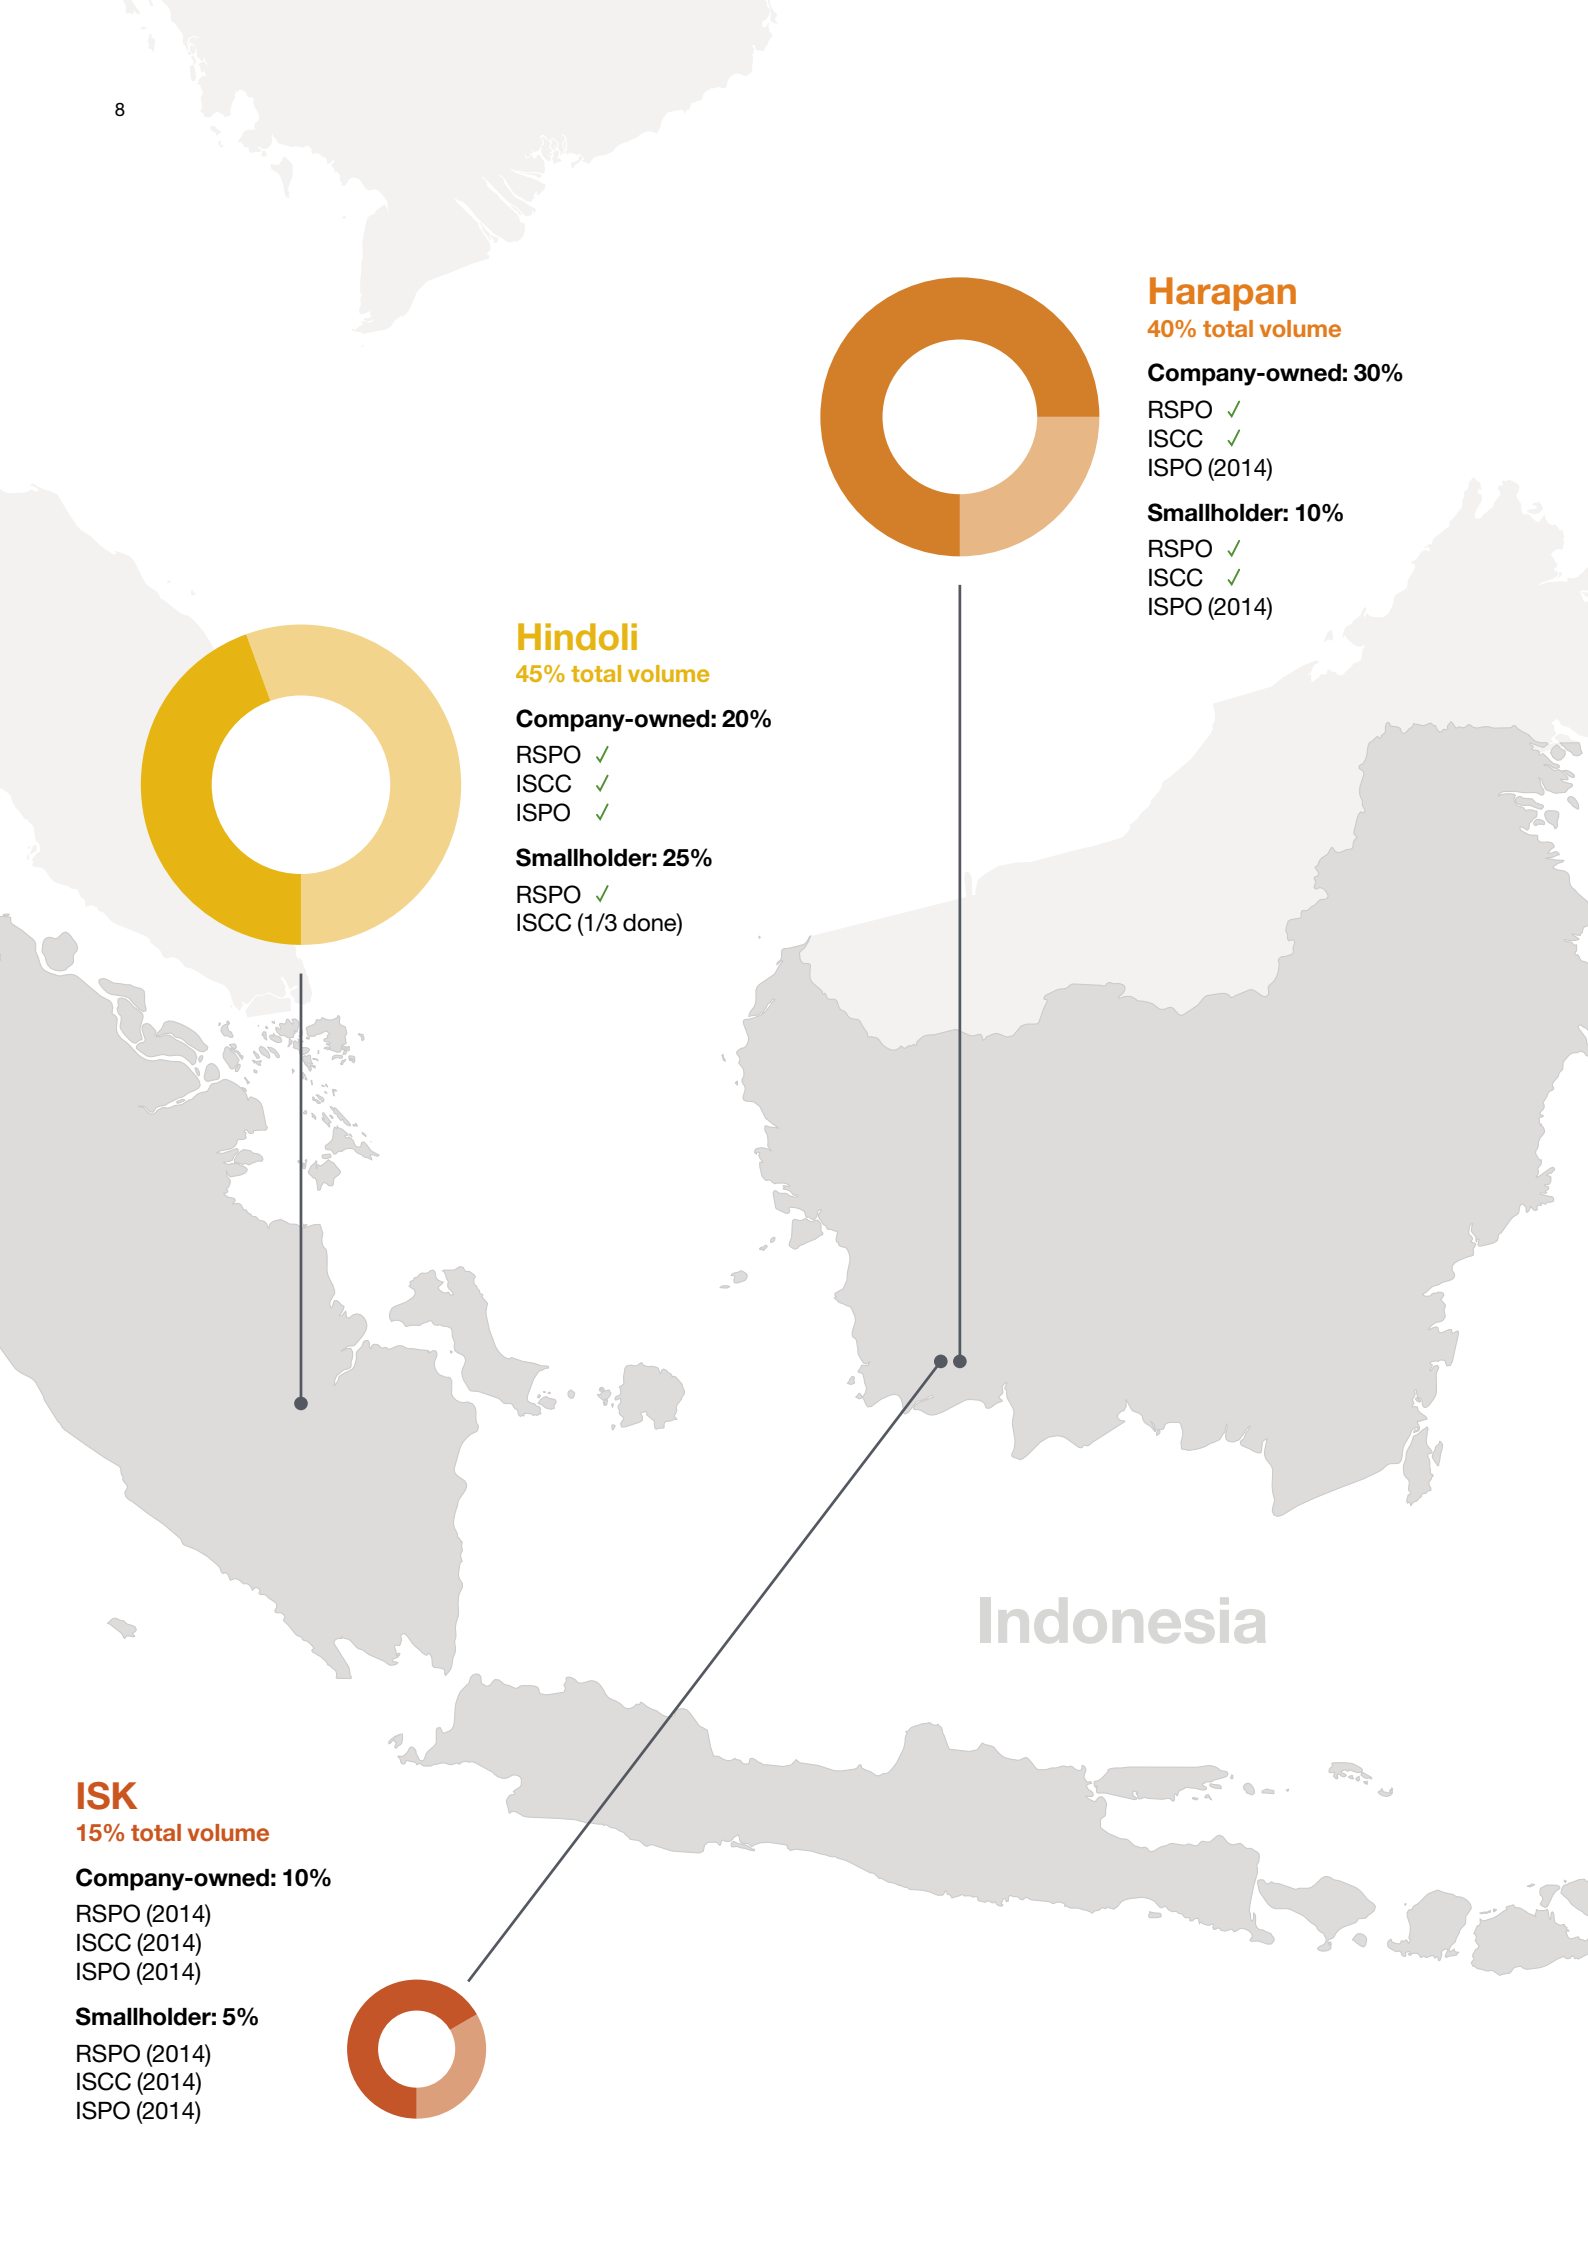 8
Harapan
40% total volume
Company-owned: 30%
RSPO ✓
ISCC ✓
ISPO (2014)
Smallholder: 10%
RSPO ✓
ISCC ✓
ISPO (2014)
Hindoli
45% total volume
Company-owned: 20%
RSPO ✓
ISCC ✓
ISPO ✓
Smallholder: 25%
RSPO ✓
ISCC (1/3 done)
Indonesia
ISK
15% total volume
Company-owned: 10%
RSPO (2014)
ISCC (2014)
ISPO (2014)
Smallholder: 5%
RSPO (2014)
ISCC (2014)
ISPO (2014)